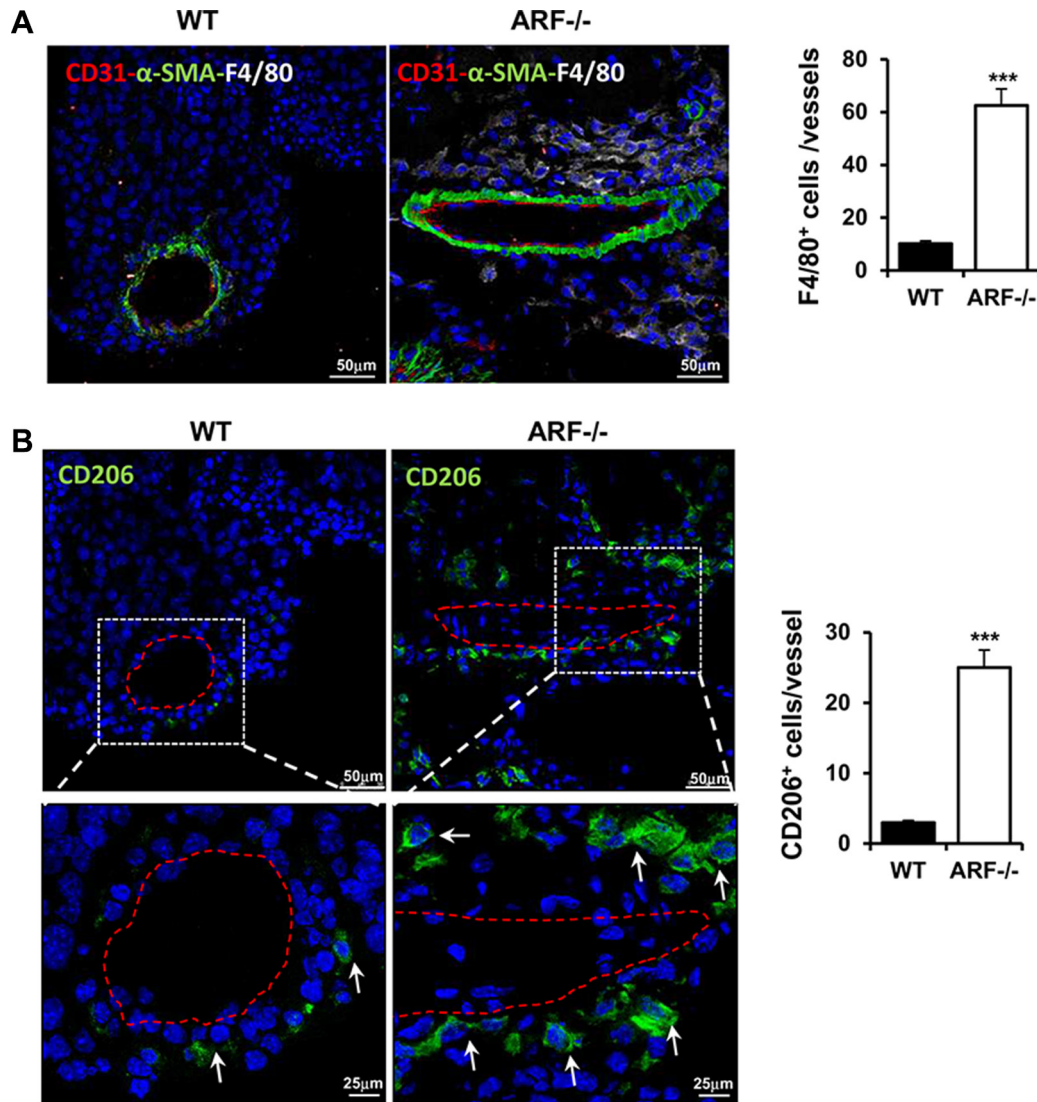 A
WT
ARF-/-
CD31-α-SMA-F4/80
CD31-α-SMA-F4/80
50μm
50μm
F4/80+ cells /vessels
80
60
40
20
0
***
WT
ARF-/-
B
WT
ARF-/-
CD206
CD206
50μm
50μm
25μm
25μm
CD206+ cells/vessel
30
20
10
0
***
WT
ARF-/-